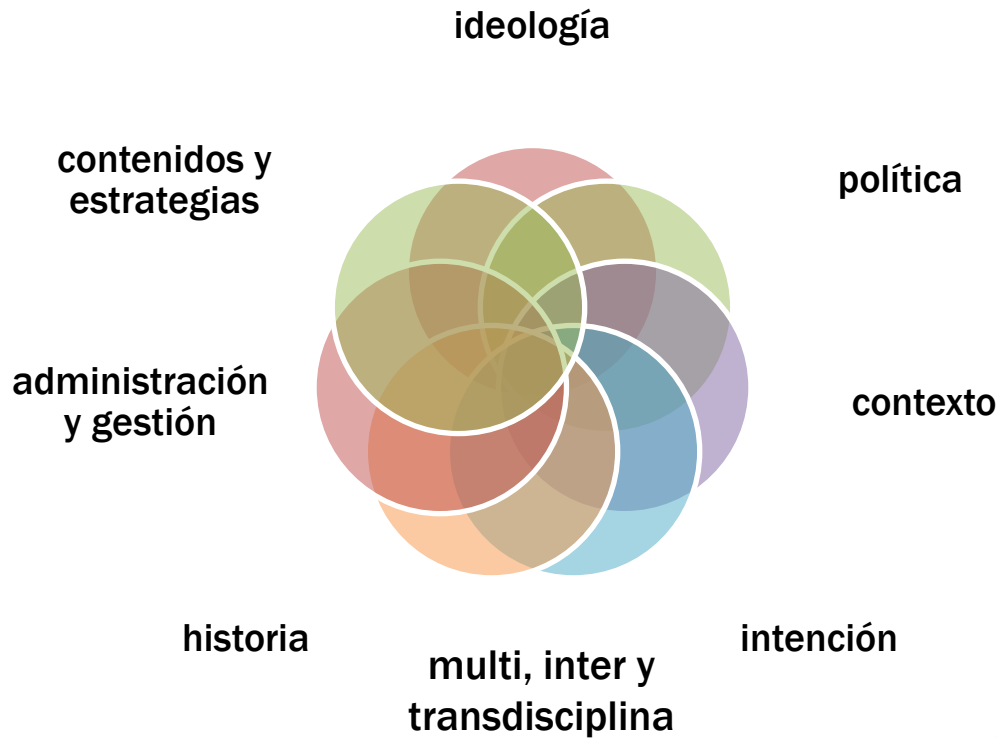 ideología
contenidos y
estrategias
política
administración
y gestión
contexto
historia
multi, inter y
transdisciplina
intención